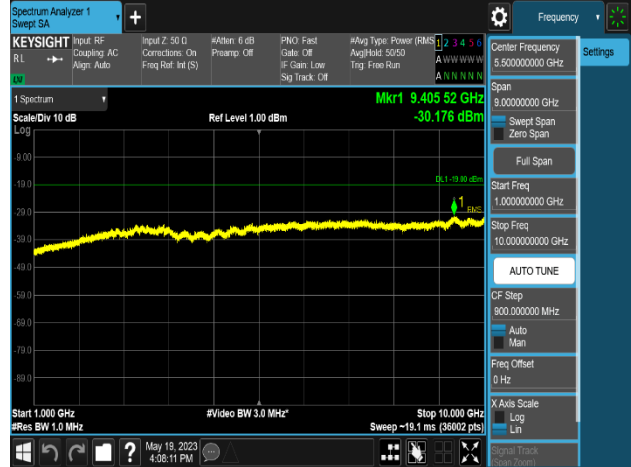 Spectrum Analyzer 1
Swept SA
Frequency
KEYSIGHT
RL
Input: RF
Coupling: AC
Align: Auto
Input Z: 50 Ω
Corrections: On
Freq Ref: Int (S)
#Atten: 6 dB
Preamp: Off
PNO: Fast
Gate: Off
IF Gain: Low
Sig Track: Off
#Avg Type: Power (RMS
Avg|Hold: 50/50
Trig: Free Run
1 2 3 4 5 6
A W W W W W
A N N N N N
1 Spectrum
Scale/Div 10 dB
Ref Level 1.00 dBm
Mkr1 9.405 52 GHz
-30.176 dBm
Log
-9.00
-19.0
-29.0
-39.0
-49.0
-59.0
-69.0
-79.0
-89.0
DL1 -19.00 dBm
1
RMS
Start 1.000 GHz
#Video BW 3.0 MHz*
Stop 10.000 GHz
#Res BW 1.0 MHz
Sweep ~19.1 ms (36002 pts)
?
May 19, 2023
4:08:11 PM
Center Frequency
5.500000000 GHz
Settings
Span
9.00000000 GHz
Swept Span
Zero Span
Full Span
Start Freq
1.000000000 GHz
Stop Freq
10.000000000 GHz
AUTO TUNE
CF Step
900.000000 MHz
Auto
Man
Freq Offset
0 Hz
X Axis Scale
Log
Lin
Signal Track
(Span Zoom)